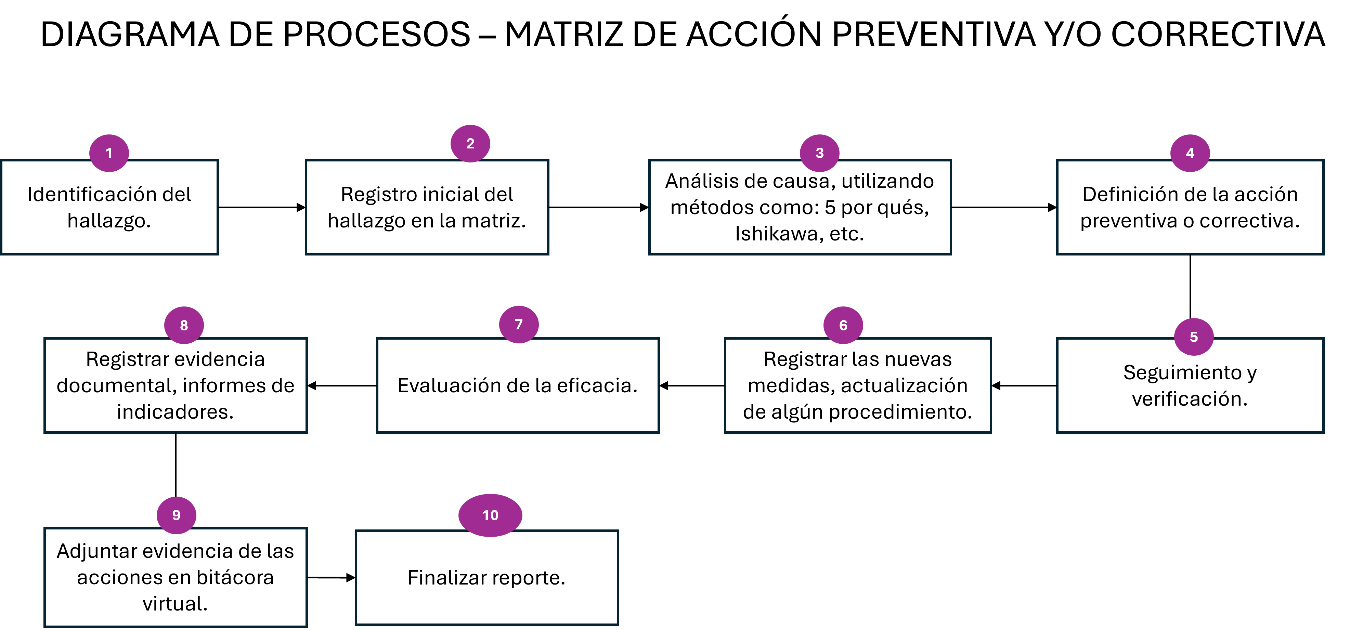 DIAGRAMA DE PROCESOS – MATRIZ DE ACCIÓN PREVENTIVA Y/O CORRECTIVA
1
Identificación del
hallazgo.
2
Registro inicial del
hallazgo en la matriz.
3
Análisis de causa, utilizando
métodos como: 5 por qués,
Ishikawa, etc.
4
Definición de la acción
preventiva o correctiva.
5
Seguimiento y
verificación.
6
Registrar las nuevas
medidas, actualización
de algún procedimiento.
7
Evaluación de la eficacia.
8
Registrar evidencia
documental, informes de
indicadores.
9
Adjuntar evidencia de las
acciones en bitácora
virtual.
10
Finalizar reporte.